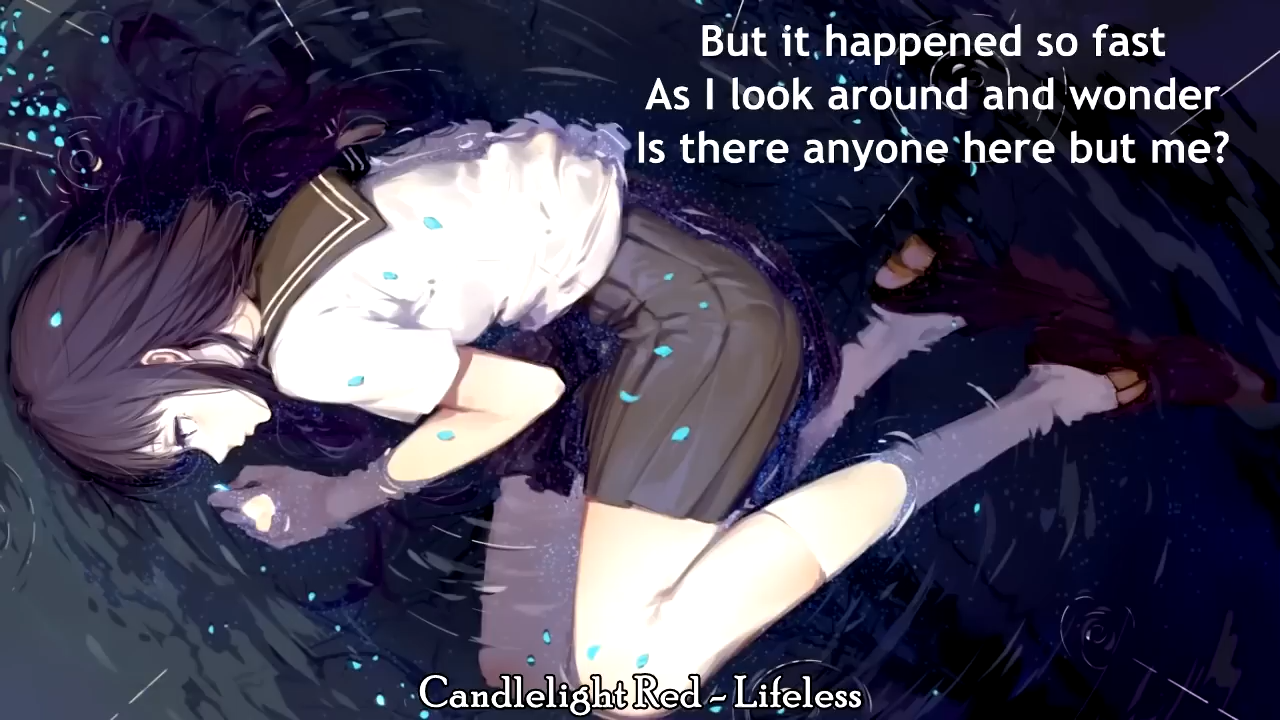 But it happened so fast
As I look around and wonder
Is there anyone here but me?
Candlelight Red - Lifeless